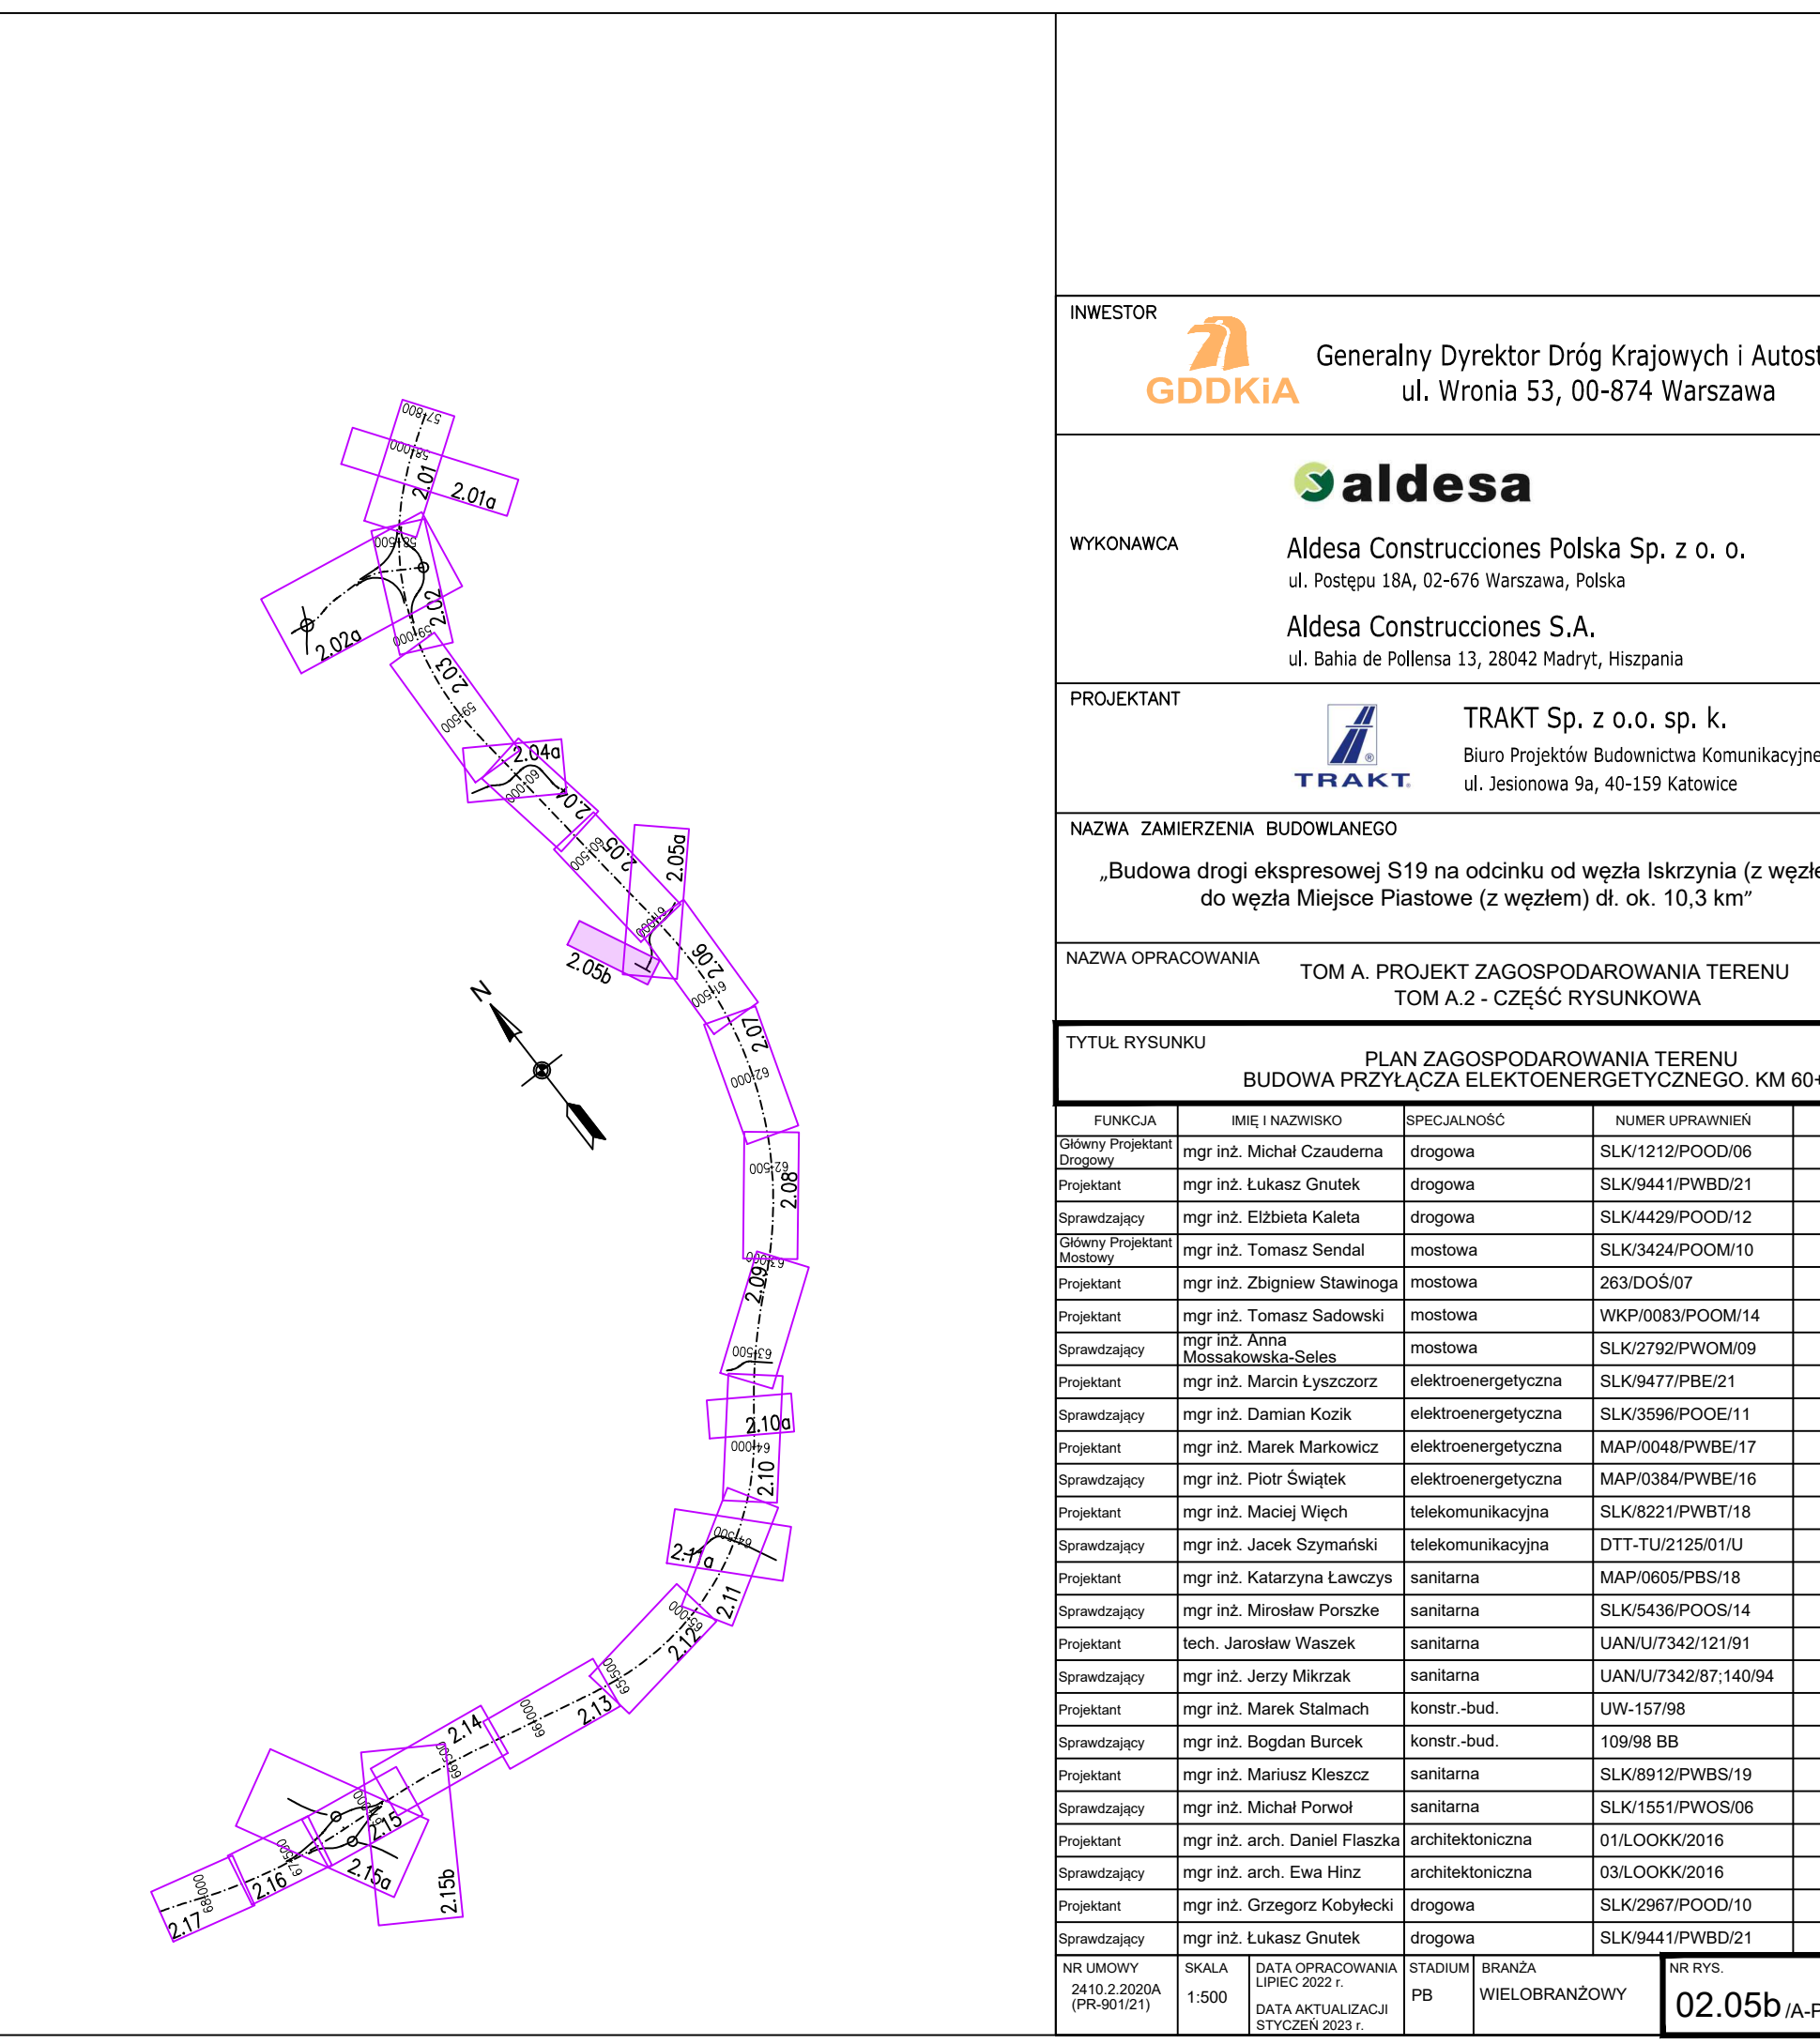 57+800
58+000
2.01
2.01a
58+500
2.02
59+000
2.02a
2.03
59+500
2.04a
60+000
2.04
60+500
2.05
2.05a
61+000
2.05b
2.06
61+500
N
2.07
62+000
62+500
2.08
63+000
2.09
63+500
2.10a
64+000
2.10
64+500
2.11a
2.11
65+000
2.12
65+500
2.13
66+000
2.14
66+500
2.15
2.15a
2.15b
67+500
2.16
68+000
2.17
INWESTOR
GDDKiA
Generalny Dyrektor Dróg Krajowych i Autost
ul. Wronia 53, 00-874 Warszawa
aldesa
WYKONAWCA
Aldesa Construcciones Polska Sp. z o. o.
ul. Postępu 18A, 02-676 Warszawa, Polska
Aldesa Construcciones S.A.
ul. Bahia de Pollensa 13, 28042 Madryt, Hiszpania
PROJEKTANT
TRAKT
TRAKT Sp. z o.o. sp. k.
Biuro Projektów Budownictwa Komunikacyjne
ul. Jesionowa 9a, 40-159 Katowice
NAZWA ZAMIERZENIA BUDOWLANEGO
„Budowa drogi ekspresowej S19 na odcinku od węzła Iskrzynia (z węzłe
do węzła Miejsce Piastowe (z węzłem) dł. ok. 10,3 km”
NAZWA OPRACOWANIA
TOM A. PROJEKT ZAGOSPODAROWANIA TERENU
TOM A.2 - CZĘŚĆ RYSUNKOWA
TYTUŁ RYSUNKU
PLAN ZAGOSPODAROWANIA TERENU
BUDOWA PRZYŁĄCZA ELEKTOENERGETYCZNEGO. KM 60+
FUNKCJA IMIĘ I NAZWISKO SPECJALNOŚĆ NUMER UPRAWNIEŃ
Główny Projektant Drogowy mgr inż. Michał Czauderna drogowa SLK/1212/POOD/06
Projektant mgr inż. Łukasz Gnutek drogowa SLK/9441/PWBD/21
Sprawdzający mgr inż. Elżbieta Kaleta drogowa SLK/4429/POOD/12
Główny Projektant Mostowy mgr inż. Tomasz Sendal mostowa SLK/3424/POOM/10
Projektant mgr inż. Zbigniew Stawinoga mostowa 263/DOŚ/07
Projektant mgr inż. Tomasz Sadowski mostowa WKP/0083/POOM/14
Sprawdzający mgr inż. Anna Mossakowska-Seles mostowa SLK/2792/PWOM/09
Projektant mgr inż. Marcin Łyszczorz elektroenergetyczna SLK/9477/PBE/21
Sprawdzający mgr inż. Damian Kozik elektroenergetyczna SLK/3596/POOE/11
Projektant mgr inż. Marek Markowicz elektroenergetyczna MAP/0048/PWBE/17
Sprawdzający mgr inż. Piotr Świątek elektroenergetyczna MAP/0384/PWBE/16
Projektant mgr inż. Maciej Więch telekomunikacyjna SLK/8221/PWBT/18
Sprawdzający mgr inż. Jacek Szymański telekomunikacyjna DTT-TU/2125/01/U
Projektant mgr inż. Katarzyna Ławczys sanitarna MAP/0605/PBS/18
Sprawdzający mgr inż. Mirosław Porszke sanitarna SLK/5436/POOS/14
Projektant tech. Jarosław Waszek sanitarna UAN/U/7342/121/91
Sprawdzający mgr inż. Jerzy Mikrzak sanitarna UAN/U/7342/87;140/94
Projektant mgr inż. Marek Stalmach konstr.-bud. UW-157/98
Sprawdzający mgr inż. Bogdan Burcek konstr.-bud. 109/98 BB
Projektant mgr inż. Mariusz Kleszcz sanitarna SLK/8912/PWBS/19
Sprawdzający mgr inż. Michał Porwoł sanitarna SLK/1551/PWOS/06
Projektant mgr inż. arch. Daniel Flaszka architektoniczna 01/LOOKK/2016
Sprawdzający mgr inż. arch. Ewa Hinz architektoniczna 03/LOOKK/2016
Projektant mgr inż. Grzegorz Kobyłecki drogowa SLK/2967/POOD/10
Sprawdzający mgr inż. Łukasz Gnutek drogowa SLK/9441/PWBD/21
NR UMOWY
2410.2.2020A
(PR-901/21)
SKALA
1:500
DATA OPRACOWANIA
LIPIEC 2022 r.
DATA AKTUALIZACJI
STYCZEŃ 2023 r.
STADIUM
PB
BRANŻA
WIELOBRANŻOWY
NR RYS.
02.05b /A-P